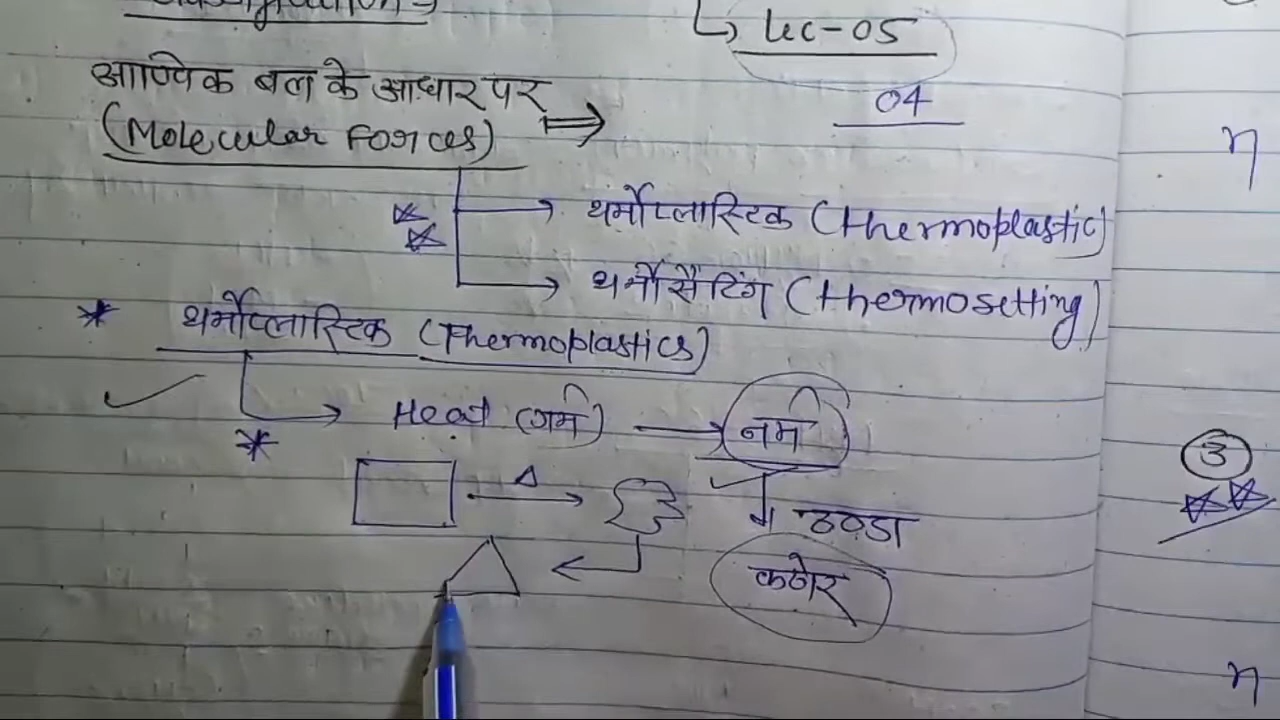 Lec-05
04
आण्विक बल के आधार पर
(Molecular Forces)
थर्मोप्लास्टिक (thermoplastic)
थर्मोसैटिंग (thermosetting)
* थर्मोप्लास्टिक (Thermoplastics)
Heat (गर्म) → नर्म
Δ
ठण्डा
कठोर
η
3
η